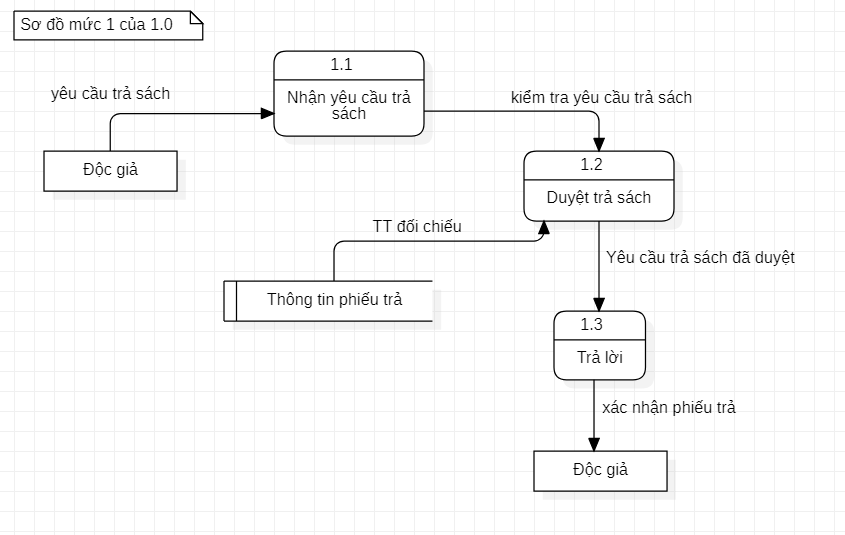 Sơ đồ mức 1 của 1.0
1.1
Nhận yêu cầu trả
sách
yêu cầu trả sách
kiểm tra yêu cầu trả sách
Độc giả
1.2
Duyệt trả sách
TT đối chiếu
Yêu cầu trả sách đã duyệt
Thông tin phiếu trả
1.3
Trả lời
xác nhận phiếu trả
Độc giả